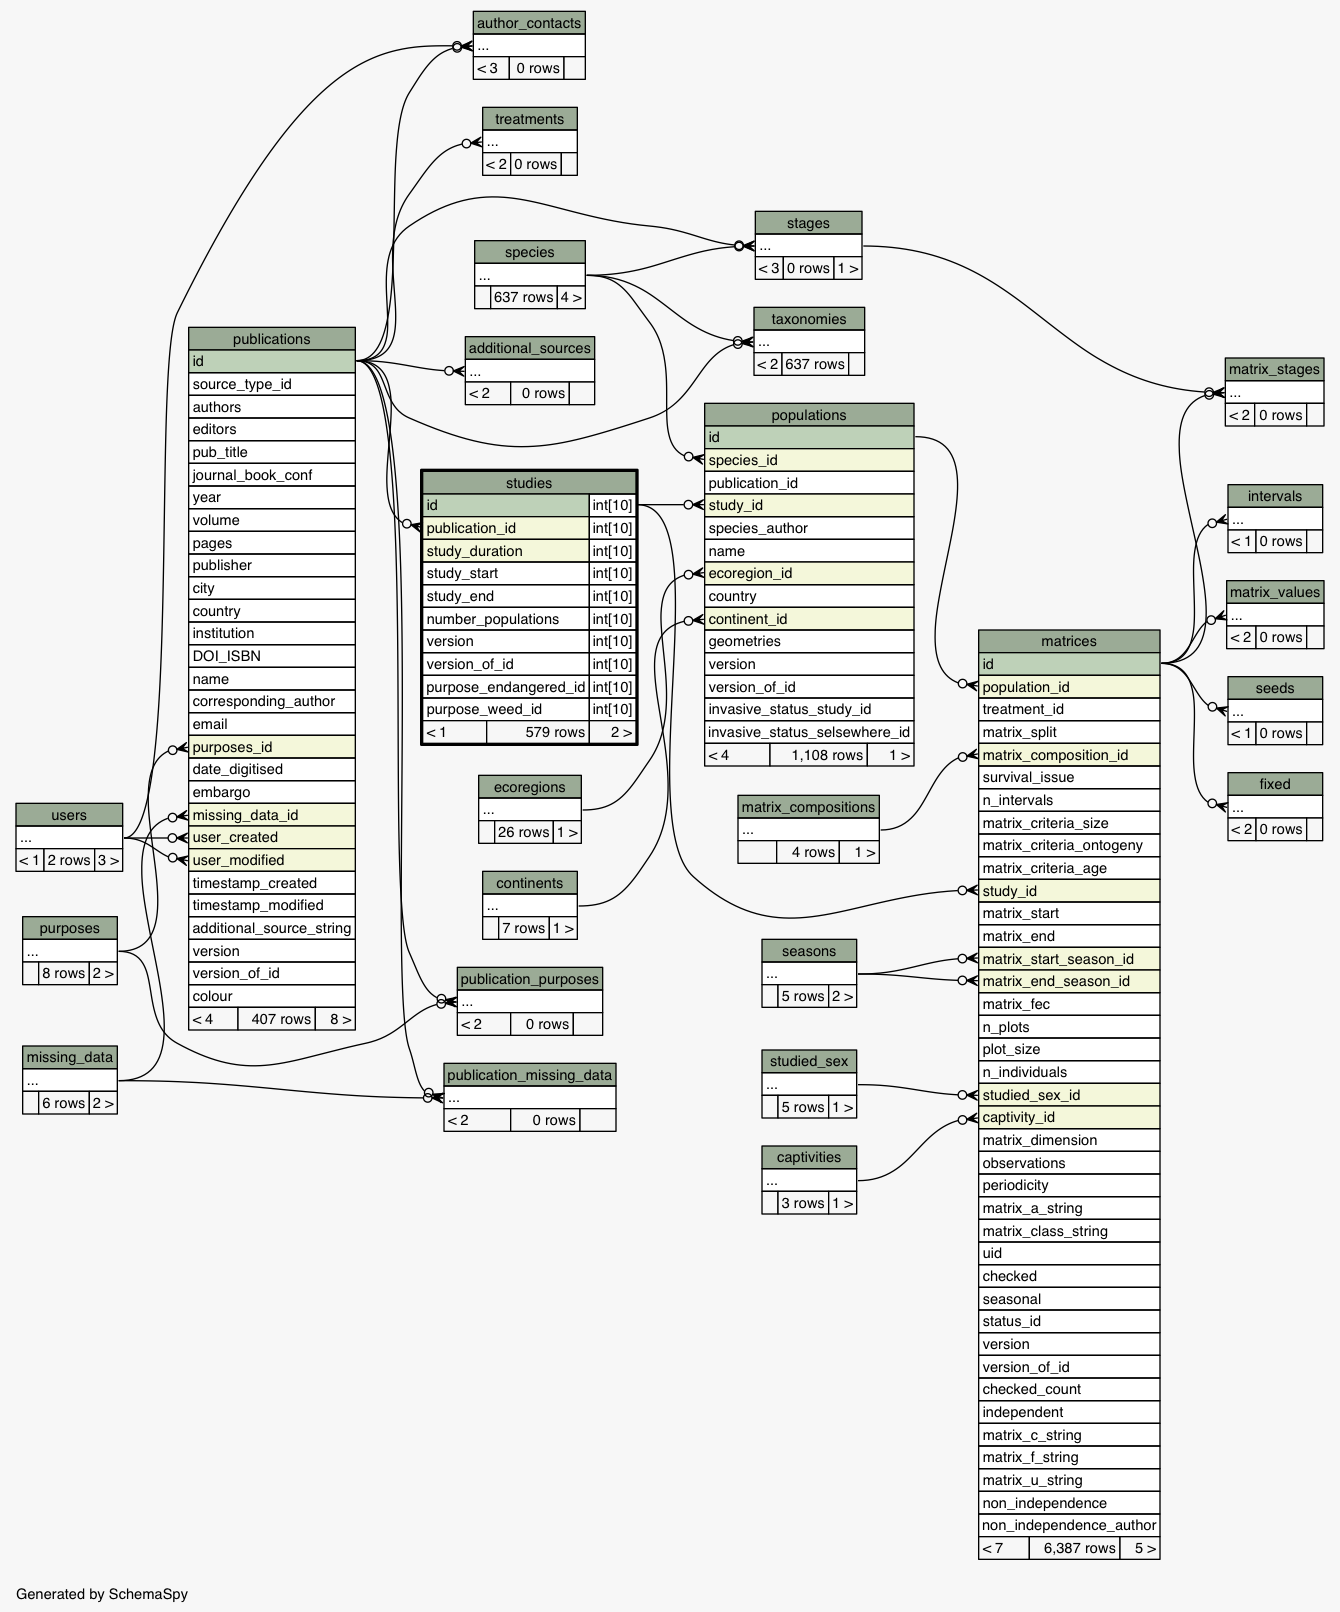 author_contacts
...
< 3 0 rows
treatments
...
< 2 0 rows
stages
...
< 3 0 rows 1 >
species
...
637 rows 4 >
taxonomies
...
< 2 637 rows
additional_sources
...
< 2 0 rows
matrix_stages
...
< 2 0 rows
publications
id
source_type_id
authors
editors
pub_title
journal_book_conf
year
volume
pages
publisher
city
country
institution
DOI_ISBN
name
corresponding_author
email
purposes_id
date_digitised
embargo
missing_data_id
user_created
user_modified
timestamp_created
timestamp_modified
additional_source_string
version
version_of_id
colour
< 4 407 rows 8 >
studies
id int[10]
publication_id int[10]
study_duration int[10]
study_start int[10]
study_end int[10]
number_populations int[10]
version int[10]
version_of_id int[10]
purpose_endangered_id int[10]
purpose_weed_id int[10]
< 1 579 rows 2 >
populations
id
species_id
publication_id
study_id
species_author
name
ecoregion_id
country
continent_id
geometries
version
version_of_id
invasive_status_study_id
invasive_status_selsewhere_id
< 4 1,108 rows 1 >
intervals
...
< 1 0 rows
matrix_values
...
< 2 0 rows
seeds
...
< 1 0 rows
fixed
...
< 2 0 rows
matrices
id
population_id
treatment_id
matrix_split
matrix_composition_id
survival_issue
n_intervals
matrix_criteria_size
matrix_criteria_ontogeny
matrix_criteria_age
study_id
matrix_start
matrix_end
matrix_start_season_id
matrix_end_season_id
matrix_fec
n_plots
plot_size
n_individuals
studied_sex_id
captivity_id
matrix_dimension
observations
periodicity
matrix_a_string
matrix_class_string
uid
checked
seasonal
status_id
version
version_of_id
checked_count
independent
matrix_c_string
matrix_f_string
matrix_u_string
non_independence
non_independence_author
< 7 6,387 rows 5 >
ecoregions
...
26 rows 1 >
matrix_compositions
...
4 rows 1 >
users
...
< 1 2 rows 3 >
continents
...
7 rows 1 >
purposes
...
8 rows 2 >
seasons
...
5 rows 2 >
publication_purposes
...
< 2 0 rows
missing_data
...
6 rows 2 >
publication_missing_data
...
< 2 0 rows
studied_sex
...
5 rows 1 >
captivities
...
3 rows 1 >
Generated by SchemaSpy